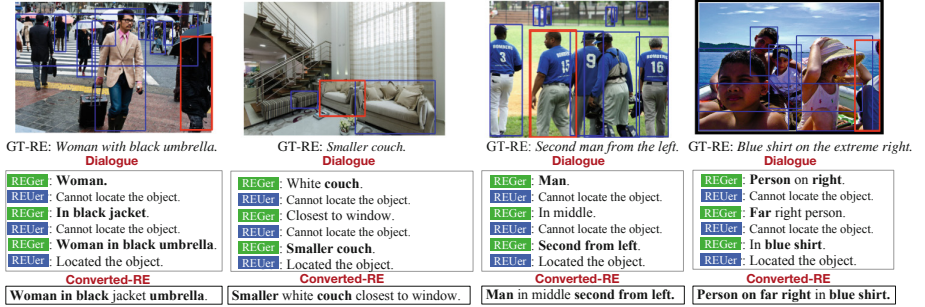 BOMBERS
3
15
9
BOMBERS
16
GT-RE: Woman with black umbrella.
Dialogue
REGer : Woman.
REUer : Cannot locate the object.
REGer : In black jacket.
REUer : Cannot locate the object.
REGer : Woman in black umbrella.
REUer : Located the object.
Converted-RE
Woman in black jacket umbrella.
GT-RE: Smaller couch.
Dialogue
REGer : White couch.
REUer : Cannot locate the object.
REGer : Closest to window.
REUer : Cannot locate the object.
REGer : Smaller couch.
REUer : Located the object.
Converted-RE
Smaller white couch closest to window.
GT-RE: Second man from the left.
Dialogue
REGer : Man.
REUer : Cannot locate the object.
REGer : In middle.
REUer : Cannot locate the object.
REGer : Second from left.
REUer : Located the object.
Converted-RE
Man in middle second from left.
GT-RE: Blue shirt on the extreme right.
Dialogue
REGer : Person on right.
REUer : Cannot locate the object.
REGer : Far right person.
REUer : Cannot locate the object.
REGer : In blue shirt.
REUer : Located the object.
Converted-RE
Person on far right in blue shirt.